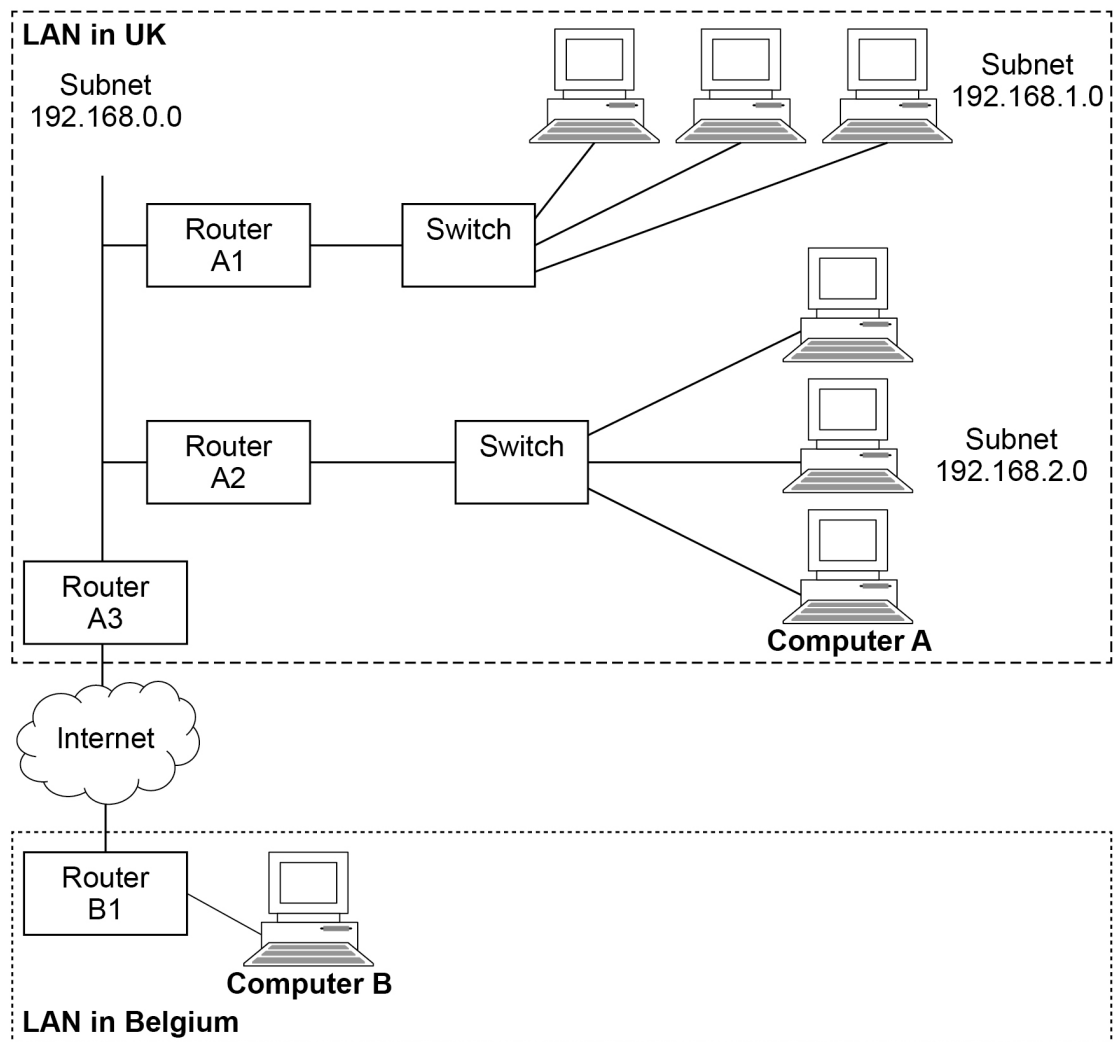 LAN in UK
Subnet
192.168.0.0
Subnet
192.168.1.0
Router
A1
Switch
Router
A2
Switch
Subnet
192.168.2.0
Router
A3
Computer A
Internet
Router
B1
Computer B
LAN in Belgium